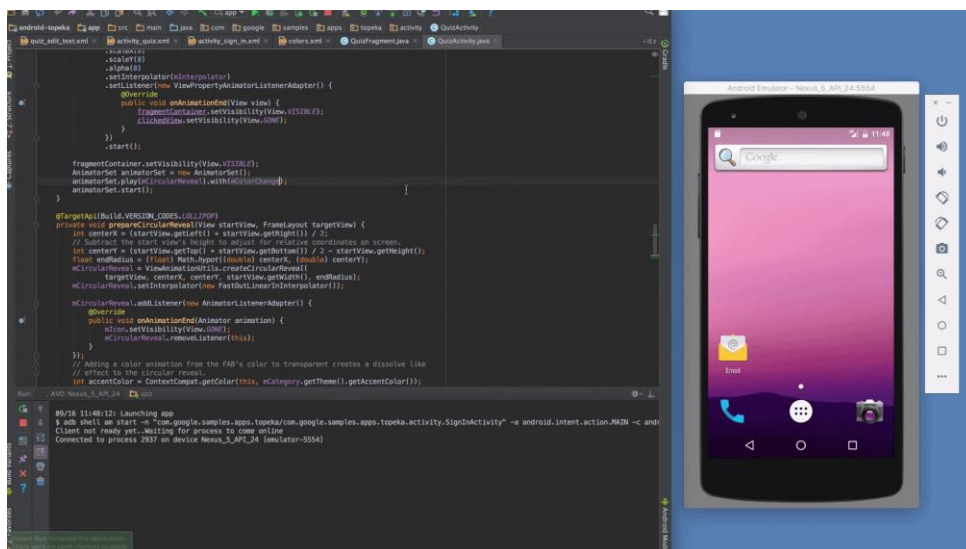 app
android-topeka app src main java com google samples apps topeka activity QuizActivity
quiz_edit_text.xml activity_quiz.xml activity_sign_in.xml colors.xml QuizFragment.java QuizActivity.java
.scaleX(0)
.scaleY(0)
.alpha(0)
.setInterpolator(mInterpolator)
.setListener(new ViewPropertyAnimatorListenerAdapter() {
@Override
public void onAnimationEnd(View view) {
fragmentContainer.setVisibility(View.VISIBLE);
clickedView.setVisibility(View.GONE);
}
})
.start();
fragmentContainer.setVisibility(View.VISIBLE);
AnimatorSet animatorSet = new AnimatorSet();
animatorSet.play(mCircularReveal).with(mColorChange);
animatorSet.start();
}
@TargetApi(Build.VERSION_CODES.LOLLIPOP)
private void prepareCircularReveal(View startView, FrameLayout targetView) {
int centerX = (startView.getLeft() + startView.getRight()) / 2;
// Subtract the start view's height to adjust for relative coordinates on screen.
int centerY = (startView.getTop() + startView.getBottom()) / 2 - startView.getHeight();
float endRadius = (float) Math.hypot((double) centerX, (double) centerY);
mCircularReveal = ViewAnimationUtils.createCircularReveal(
targetView, centerX, centerY, startView.getWidth(), endRadius);
mCircularReveal.setInterpolator(new FastOutLinearInInterpolator());
mCircularReveal.addListener(new AnimatorListenerAdapter() {
@Override
public void onAnimationEnd(Animator animation) {
mIcon.setVisibility(View.GONE);
mCircularReveal.removeListener(this);
}
});
// Adding a color animation from the FAB's color to transparent creates a dissolve like
// effect to the circular reveal.
int accentColor = ContextCompat.getColor(this, mCategory.getTheme().getAccentColor());
Run: AVD: Nexus_5_API_24 app
09/16 11:48:12: Launching app
$ adb shell am start -n "com.google.samples.apps.topeka/com.google.samples.apps.topeka.activity.SignInActivity" -a android.intent.action.MAIN -c andr
Client not ready yet..Waiting for process to come online
Connected to process 2937 on device Nexus_5_API_24 [emulator-5554]
Captures
Gradle
Android Model
Android Emulator - Nexus_5_API_24:5554
11:48
Google
Email